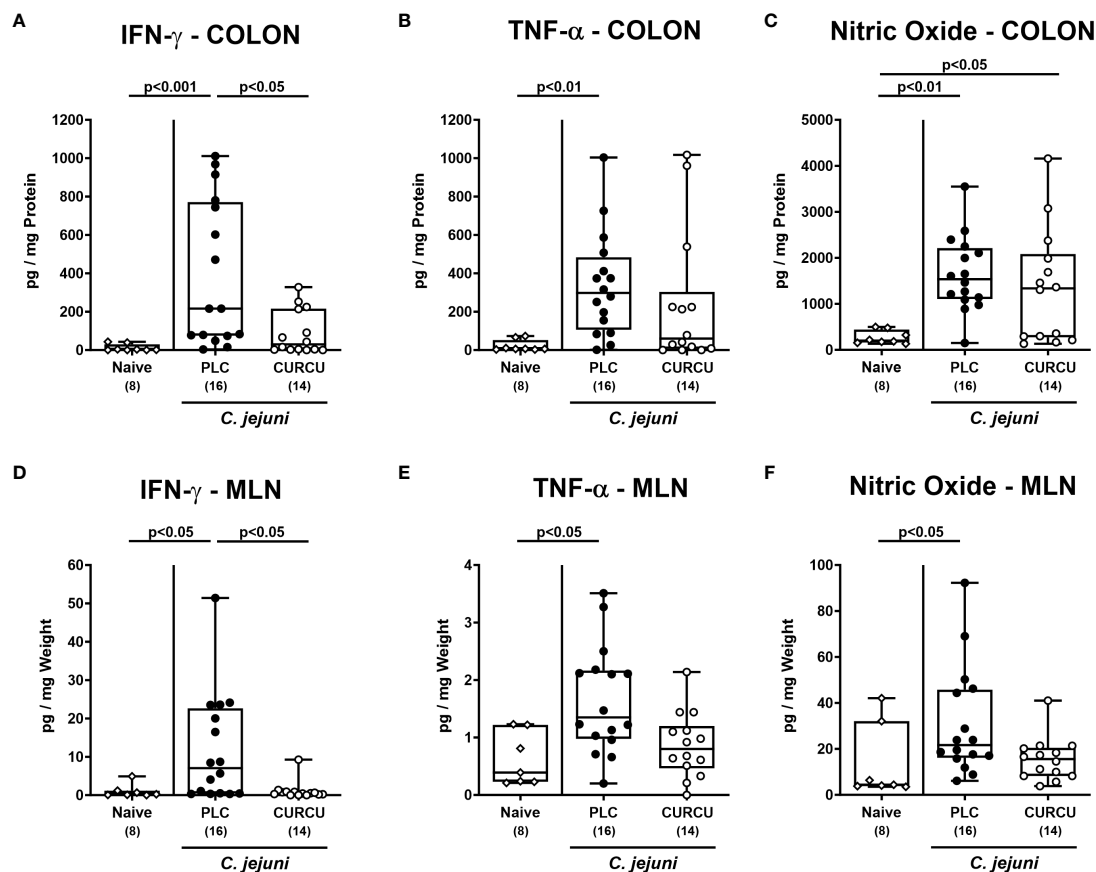 A
IFN-γ - COLON
p<0.001
p<0.05
1200
1000
800
600
400
200
0
pg / mg Protein
Naive
(8)
PLC
(16)
CURCU
(14)
C. jejuni
B
TNF-α - COLON
p<0.01
1200
1000
800
600
400
200
0
pg / mg Protein
Naive
(8)
PLC
(16)
CURCU
(14)
C. jejuni
C
Nitric Oxide - COLON
p<0.05
p<0.01
5000
4000
3000
2000
1000
0
pg / mg Protein
Naive
(8)
PLC
(16)
CURCU
(14)
C. jejuni
D
IFN-γ - MLN
p<0.05
p<0.05
60
50
40
30
20
10
0
pg / mg Weight
Naive
(8)
PLC
(16)
CURCU
(14)
C. jejuni
E
TNF-α - MLN
p<0.05
4
3
2
1
0
pg / mg Weight
Naive
(8)
PLC
(16)
CURCU
(14)
C. jejuni
F
Nitric Oxide - MLN
p<0.05
100
80
60
40
20
0
pg / mg Weight
Naive
(8)
PLC
(16)
CURCU
(14)
C. jejuni